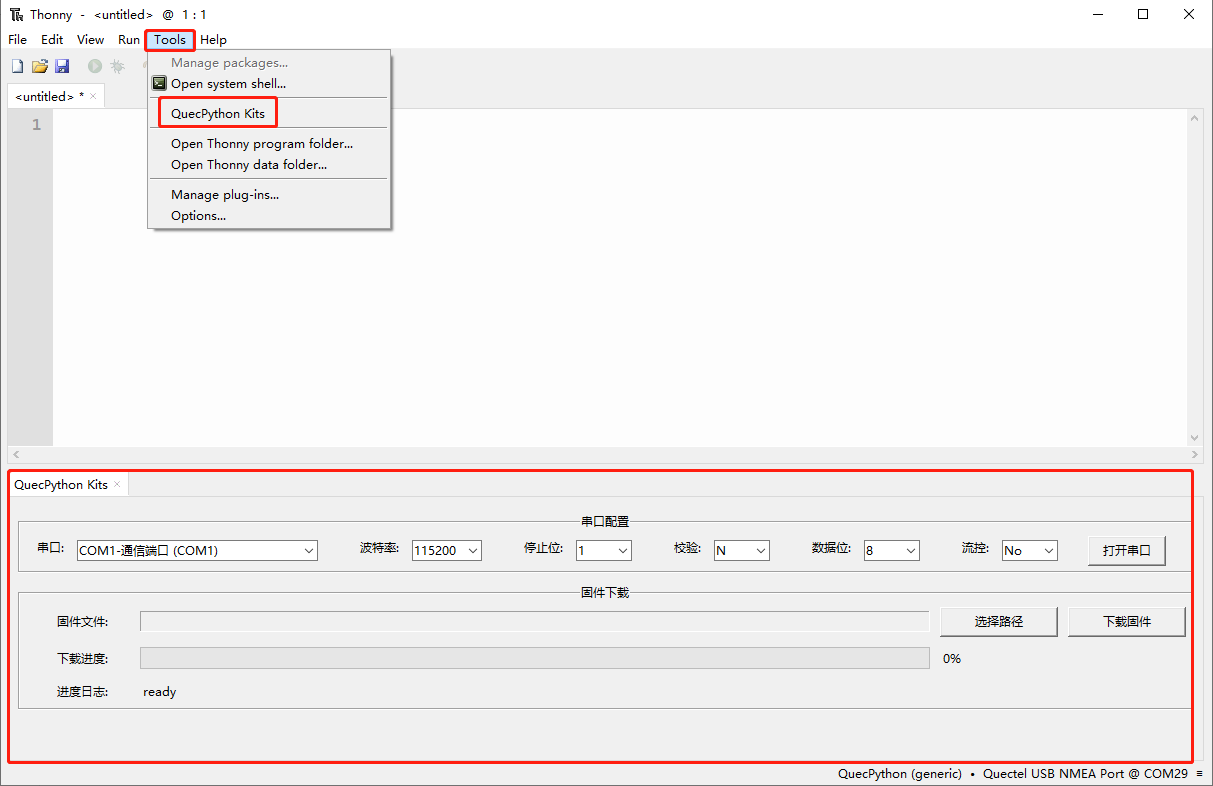 Thonny - <untitled> @ 1 : 1
File Edit View Run Tools Help
Manage packages...
Open system shell...
<untitled> * ×
QuecPython Kits
1
Open Thonny program folder...
Open Thonny data folder...
Manage plug-ins...
Options...
QuecPython Kits ×
串口配置
串口: COM1-通信端口 (COM1) 波特率: 115200 停止位: 1 校验: N 数据位: 8 流控: No 打开串口
固件下载
固件文件: 选择路径 下载固件
下载进度: 0%
进度日志: ready
QuecPython (generic) • Quectel USB NMEA Port @ COM29 ≡